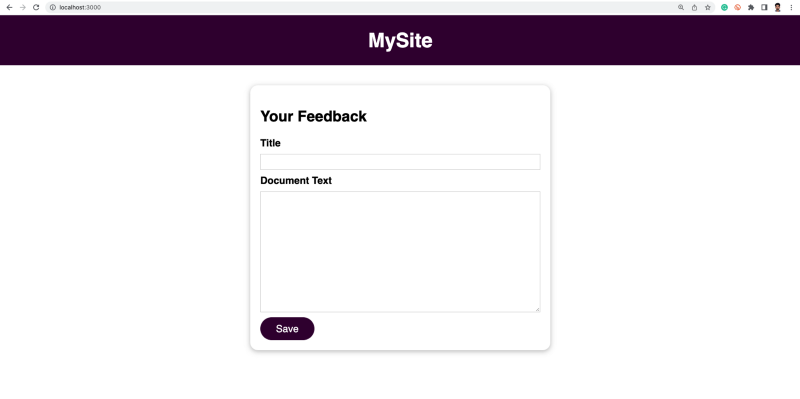 localhost:3000
MySite
Your Feedback
Title
Document Text
Save